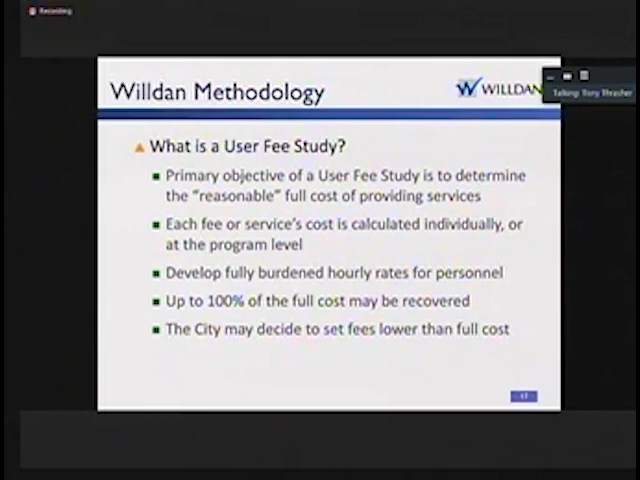 Recording
Willdan Methodology
WILLDAN
Talking: Tony Thrasher
What is a User Fee Study?
Primary objective of a User Fee Study is to determine
the "reasonable" full cost of providing services
Each fee or service's cost is calculated individually, or
at the program level
Develop fully burdened hourly rates for personnel
Up to 100% of the full cost may be recovered
The City may decide to set fees lower than full cost